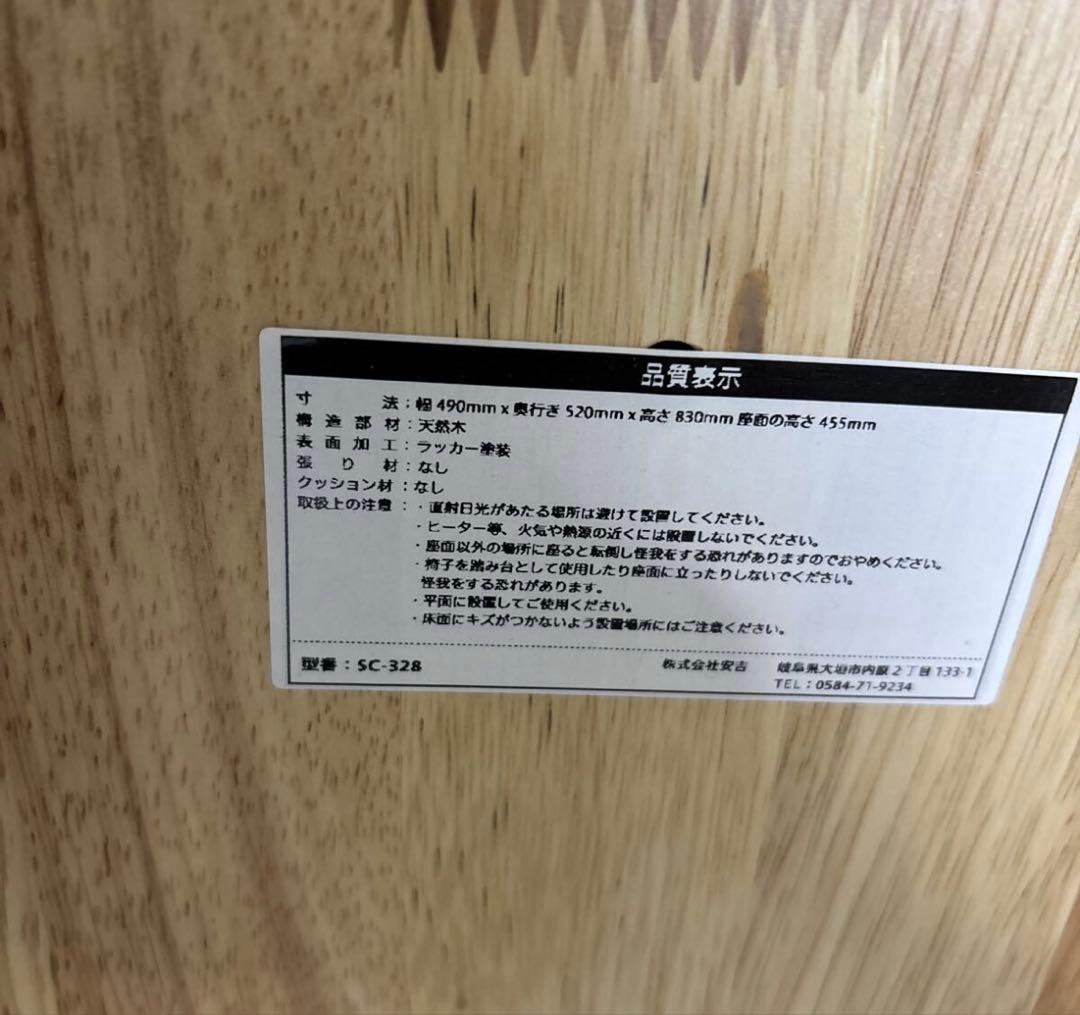 品質表示
寸法：幅 490mm x 奥行き 520mm x 高さ 830mm 座面の高さ 455mm
構造部材：天然木
表面加工：ラッカー塗装
張り材：なし
クッション材：なし
取扱上の注意：・直射日光があたる場所は避けて設置してください。
・ヒーター等、火気や熱源の近くには設置しないでください。
・座面以外の場所に座ると転倒し怪我をする恐れがありますのでおやめください。
・椅子を踏み台として使用したり座面に立ったりしないでください。
怪我をする恐れがあります。
・平面に設置してご使用ください。
・床面にキズがつかないよう設置場所にはご注意ください。
型番：SC-328 株式会社安吉 岐阜県大垣市内原2丁目133-1
TEL：0584-71-9234